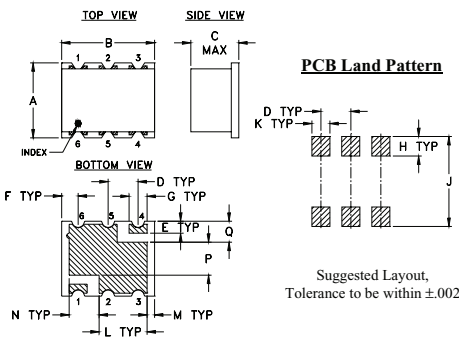 TOP VIEW
SIDE VIEW
B
C
MAX
1 2 3
A
INDEX
6 5 4
PCB Land Pattern
D TYP
K TYP
H TYP
J
BOTTOM VIEW
F TYP
D TYP
G TYP
6 5 4
E TYP
Q
P
1 2 3
N TYP
M TYP
L TYP
Suggested Layout,
Tolerance to be within ±.002